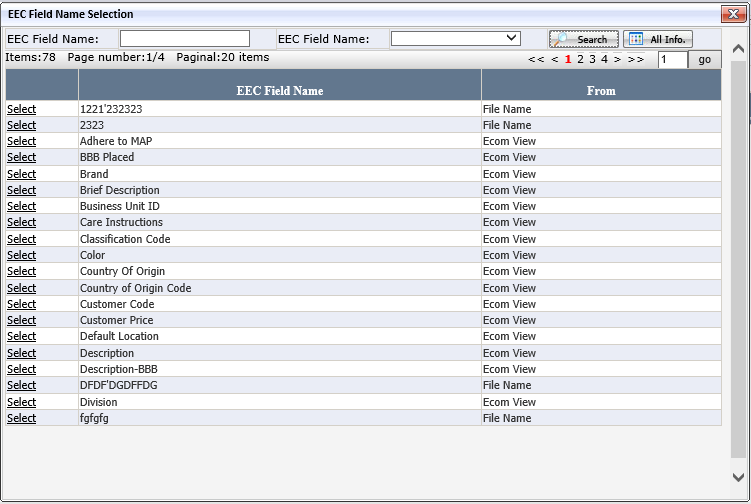 EEC Field Name Selection
EEC Field Name: EEC Field Name: Search All Info.
Items:78 Page number:1/4 Paginal:20 items << < 1 2 3 4 > >> 1 go
EEC Field Name From
Select 1221'232323 File Name
Select 2323 File Name
Select Adhere to MAP Ecom View
Select BBB Placed Ecom View
Select Brand Ecom View
Select Brief Description Ecom View
Select Business Unit ID Ecom View
Select Care Instructions Ecom View
Select Classification Code Ecom View
Select Color Ecom View
Select Country Of Origin Ecom View
Select Country of Origin Code Ecom View
Select Customer Code Ecom View
Select Customer Price Ecom View
Select Default Location Ecom View
Select Description Ecom View
Select Description-BBB Ecom View
Select DFDF'DGDFFDG File Name
Select Division Ecom View
Select fgfgfg File Name